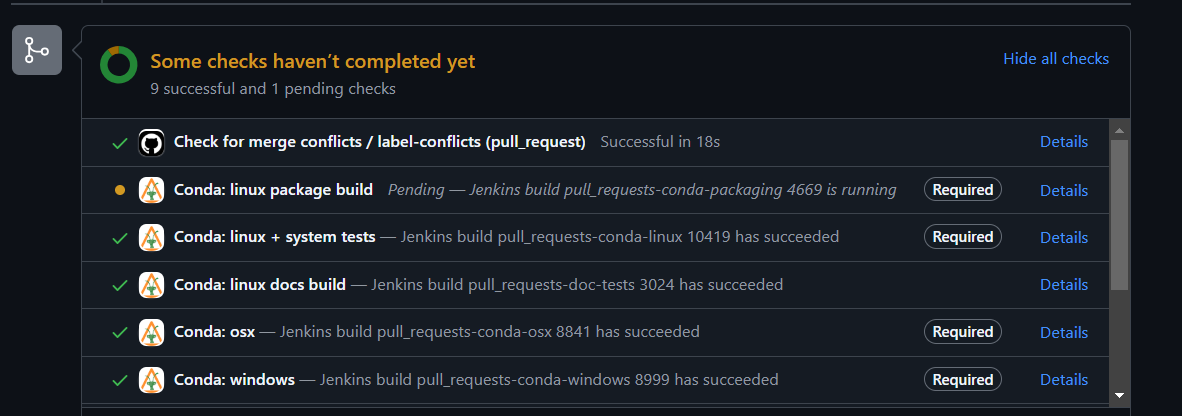 Some checks haven’t completed yet
Hide all checks
9 successful and 1 pending checks
Check for merge conflicts / label-conflicts (pull_request) Successful in 18s Details
Conda: linux package build Pending — Jenkins build pull_requests-conda-packaging 4669 is running Required Details
Conda: linux + system tests — Jenkins build pull_requests-conda-linux 10419 has succeeded Required Details
Conda: linux docs build — Jenkins build pull_requests-doc-tests 3024 has succeeded Details
Conda: osx — Jenkins build pull_requests-conda-osx 8841 has succeeded Required Details
Conda: windows — Jenkins build pull_requests-conda-windows 8999 has succeeded Required Details